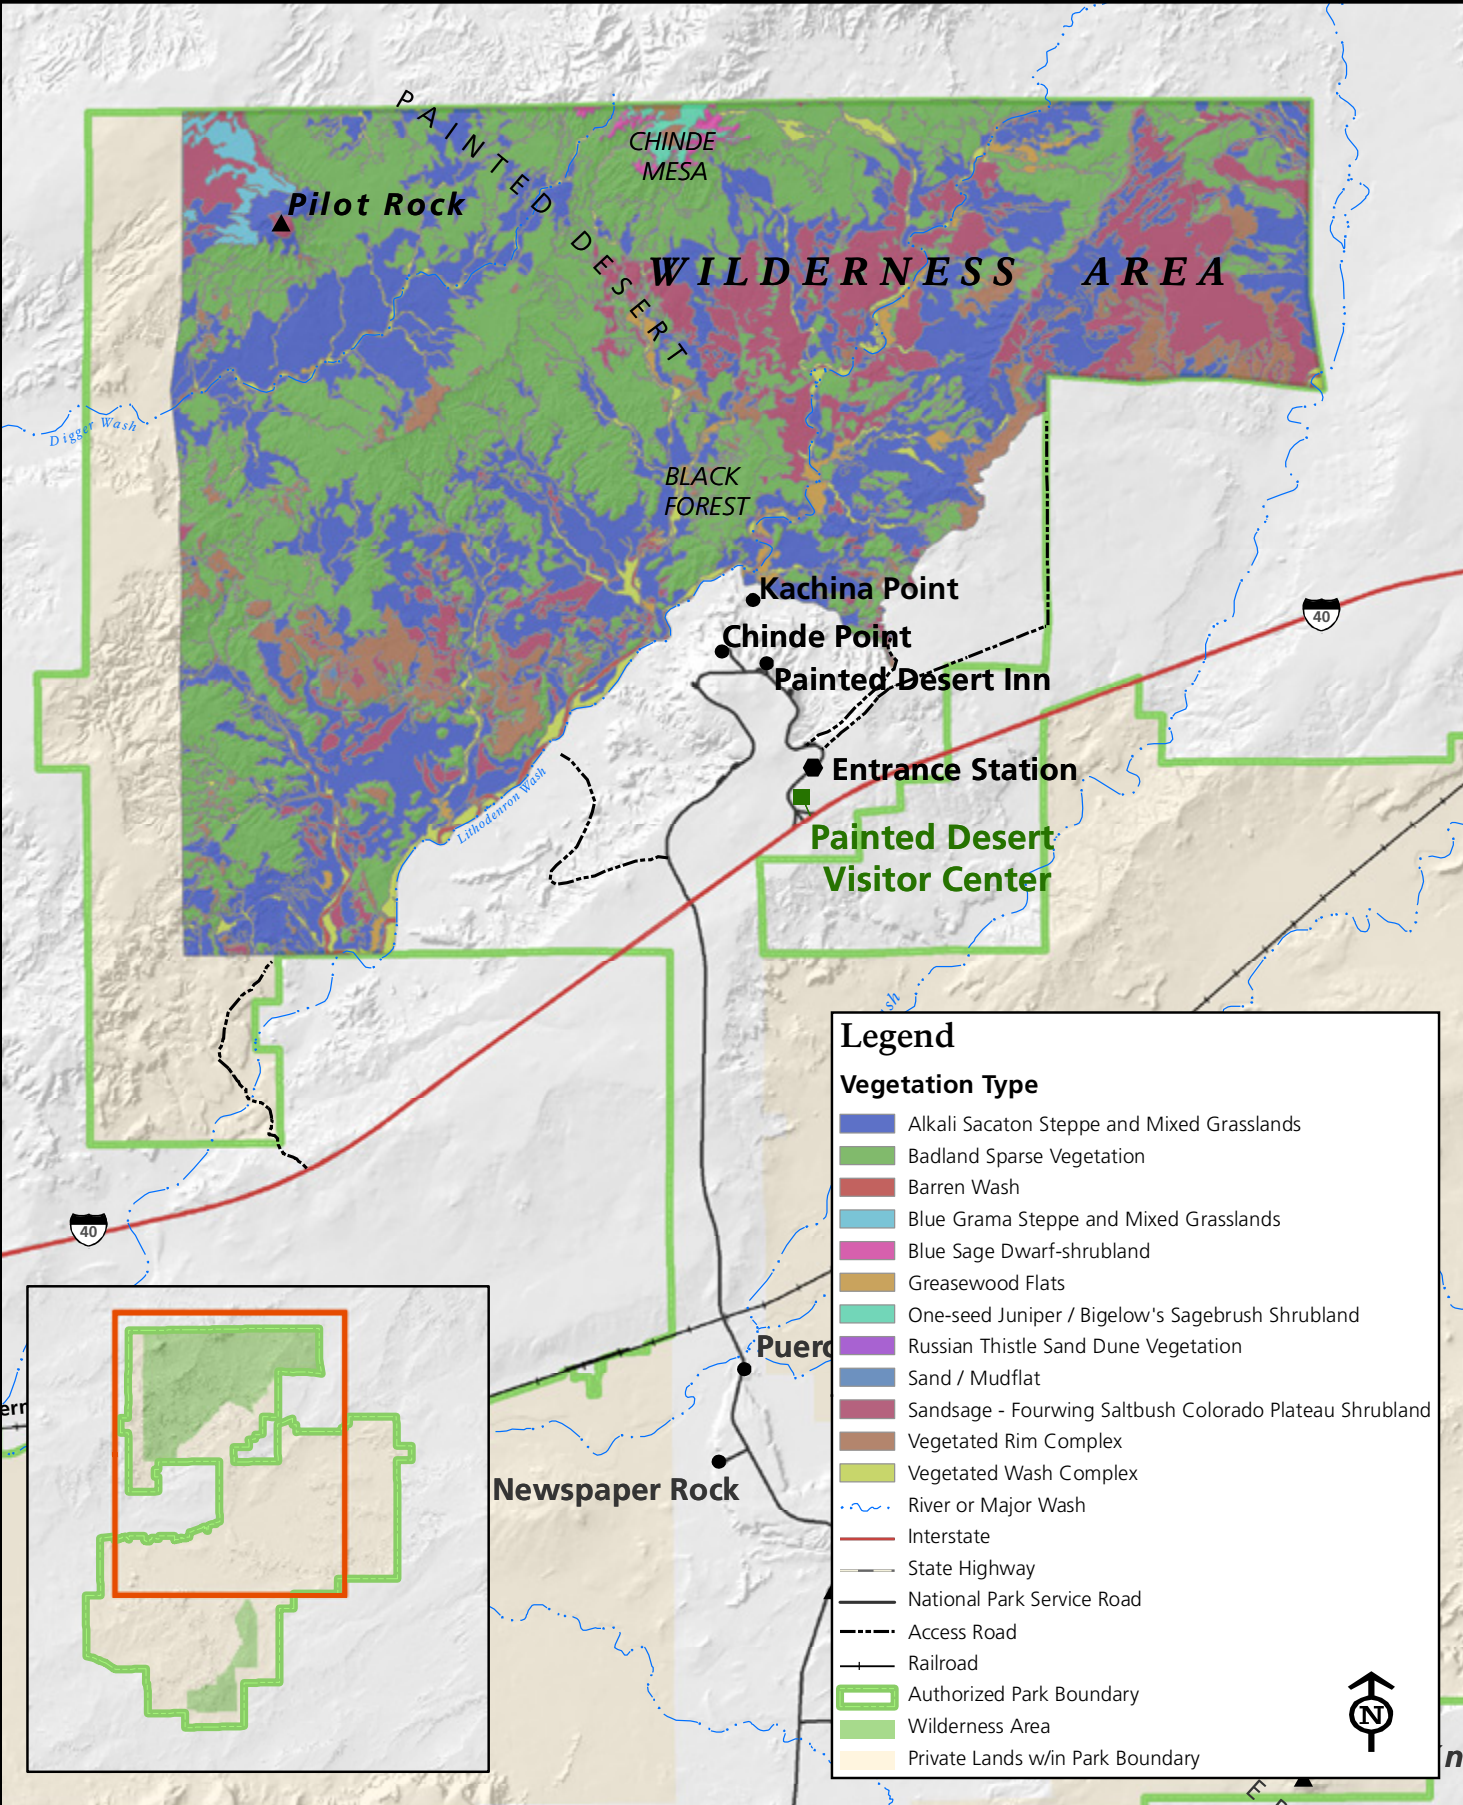 PAINTED DESERT
CHINDE
MESA
Pilot Rock
WILDERNESS AREA
Digger Wash
BLACK
FOREST
Kachina Point
40
Chinde Point
Painted Desert Inn
Entrance Station
Lithodenron Wash
Painted Desert
Visitor Center
sh
Legend
Vegetation Type
Alkali Sacaton Steppe and Mixed Grasslands
Badland Sparse Vegetation
Barren Wash
Blue Grama Steppe and Mixed Grasslands
Blue Sage Dwarf-shrubland
Greasewood Flats
One-seed Juniper / Bigelow's Sagebrush Shrubland
Russian Thistle Sand Dune Vegetation
Sand / Mudflat
Sandsage - Fourwing Saltbush Colorado Plateau Shrubland
Vegetated Rim Complex
Vegetated Wash Complex
River or Major Wash
Interstate
State Highway
National Park Service Road
Access Road
Railroad
Authorized Park Boundary
Wilderness Area
Private Lands w/in Park Boundary
N
40
Puerc
ern
Newspaper Rock